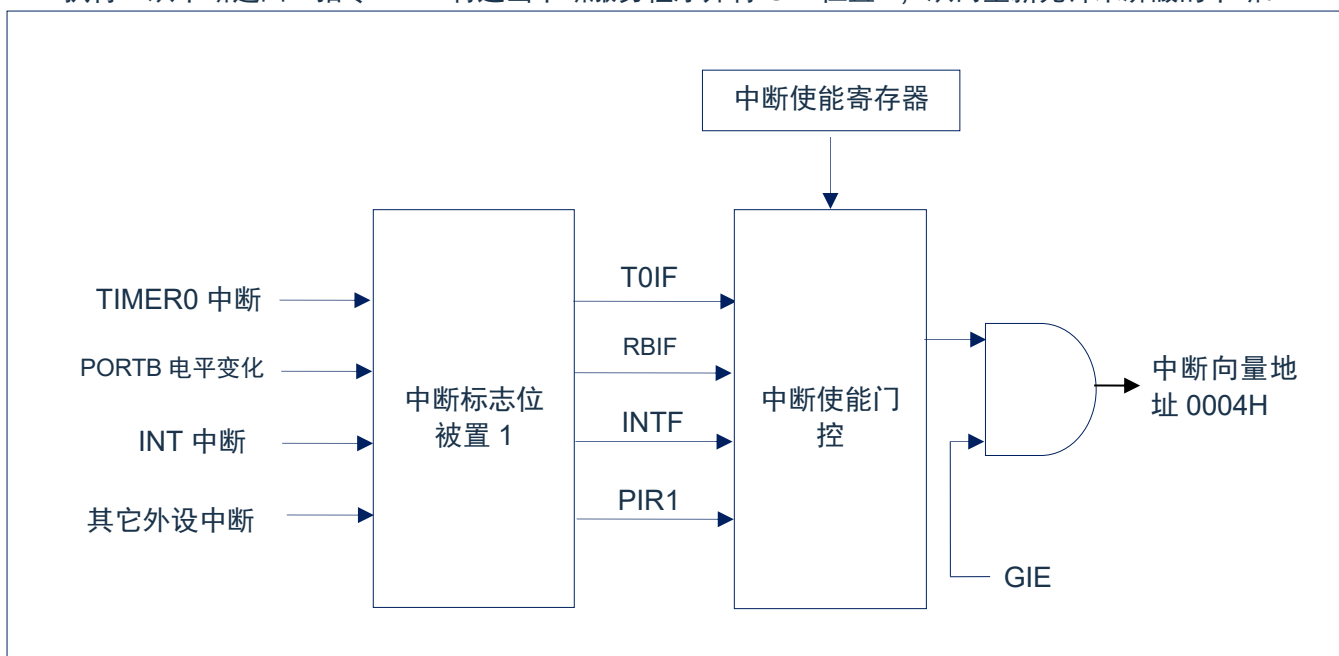 中断使能寄存器
TIMER0 中断
PORTB 电平变化
INT 中断
其它外设中断
中断标志位
被置 1
T0IF
RBIF
INTF
PIR1
中断使能门
控
GIE
中断向量地
址 0004H